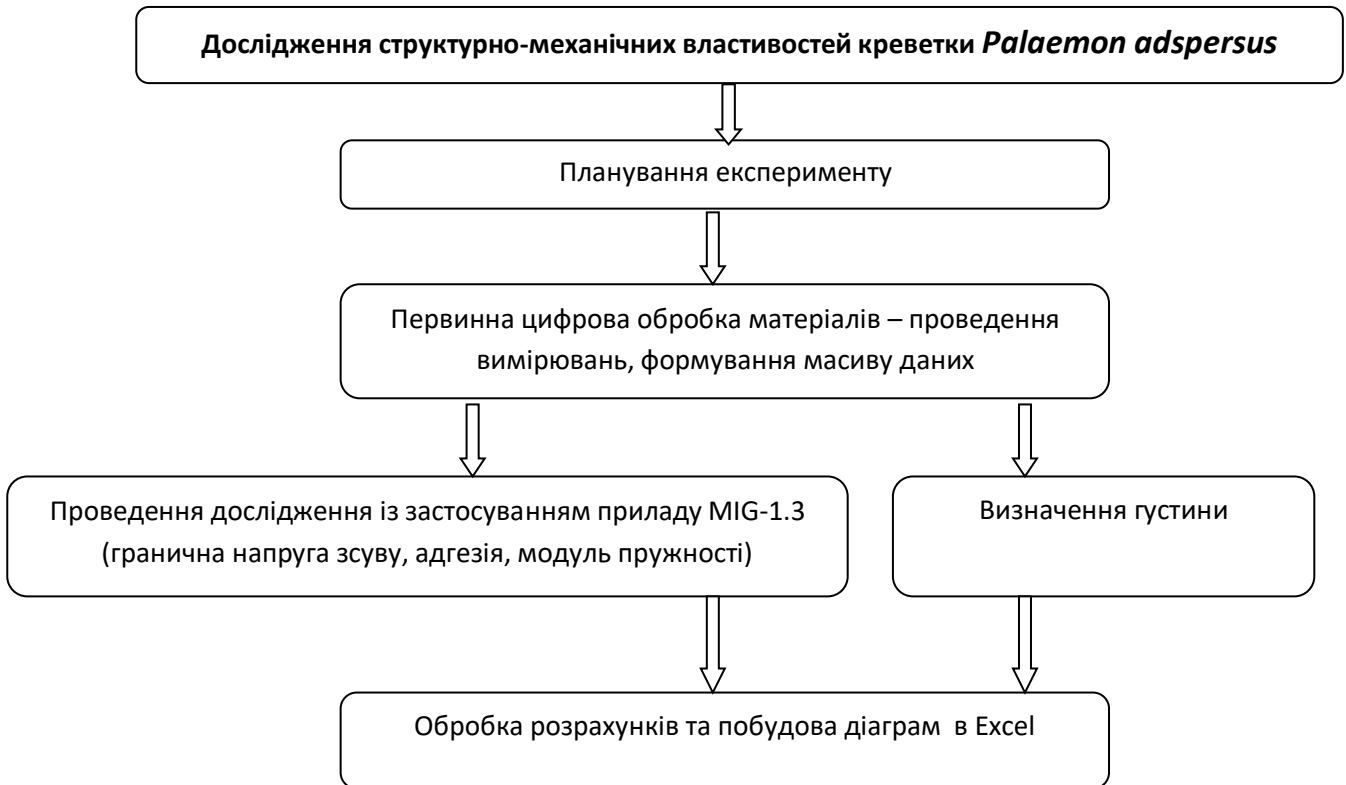 Дослідження структурно-механічних властивостей креветки Palaemon adspersus
Планування експерименту
Первинна цифрова обробка матеріалів – проведення
вимірювань, формування масиву даних
Проведення дослідження із застосуванням приладу MIG-1.3
(гранична напруга зсуву, адгезія, модуль пружності)
Визначення густини
Обробка розрахунків та побудова діаграм в Excel